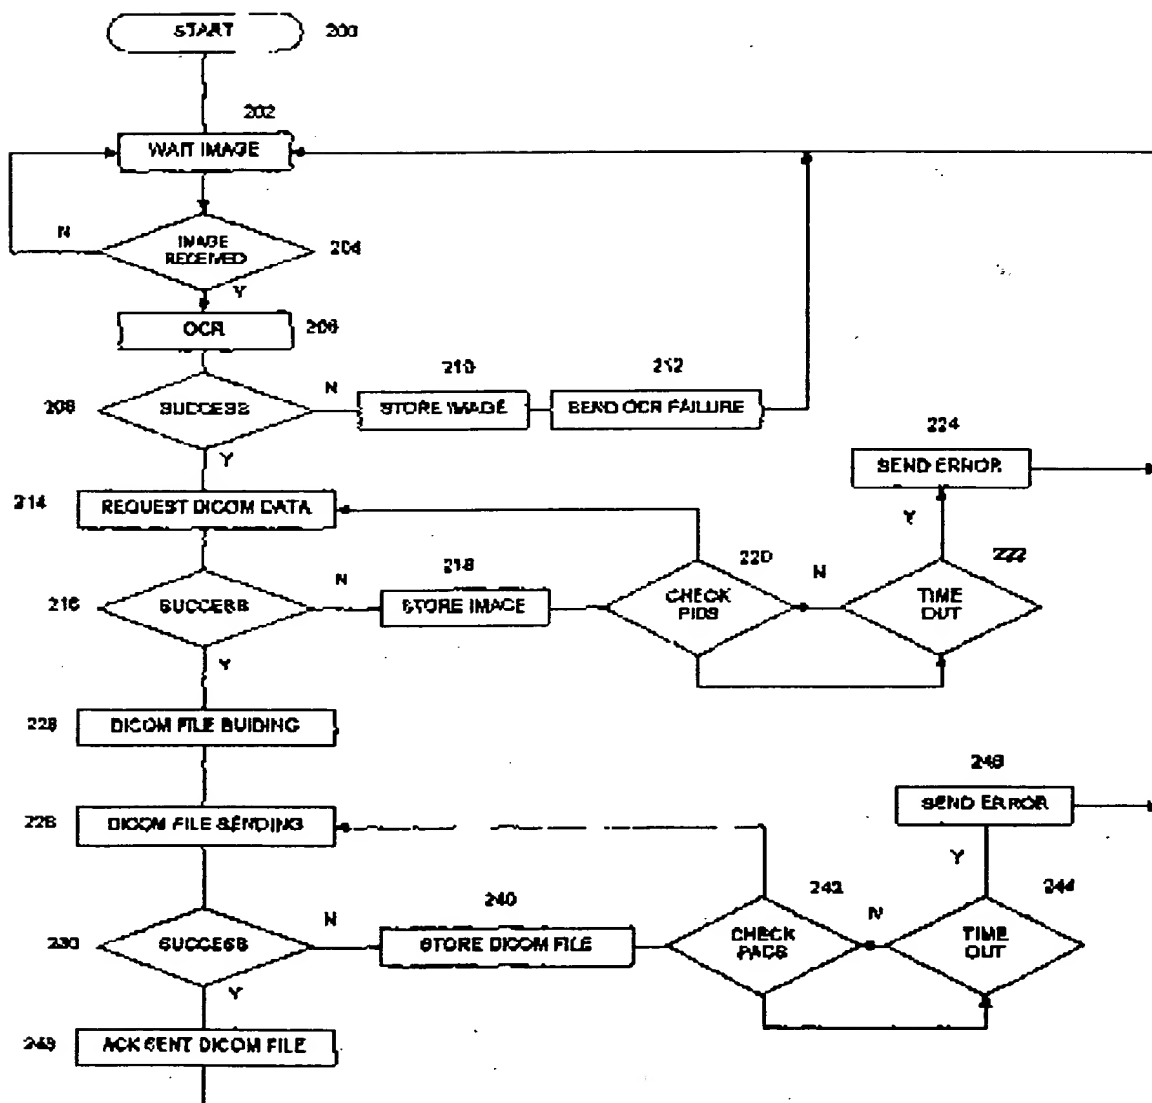 START 200
202
WAIT IMAGE
N
IMAGE
RECEIVED
204
Y
OCR 206
210 212
N
208 SUCCESS STORE IMAGE SEND OCR FAILURE
224
Y
SEND ERROR
214 REQUEST DICOM DATA
Y
218 220 222
N N
216 SUCCESS STORE IMAGE
CHECK
PIDS
TIME
OUT
Y
228 DICOM FILE BUIDING
246
SEND ERROR
228 DICOM FILE SENDING
Y
240 242 244
N N
230 SUCCESS STORE DICOM FILE
CHECK
PACS
TIME
OUT
Y
248 ACK SENT DICOM FILE